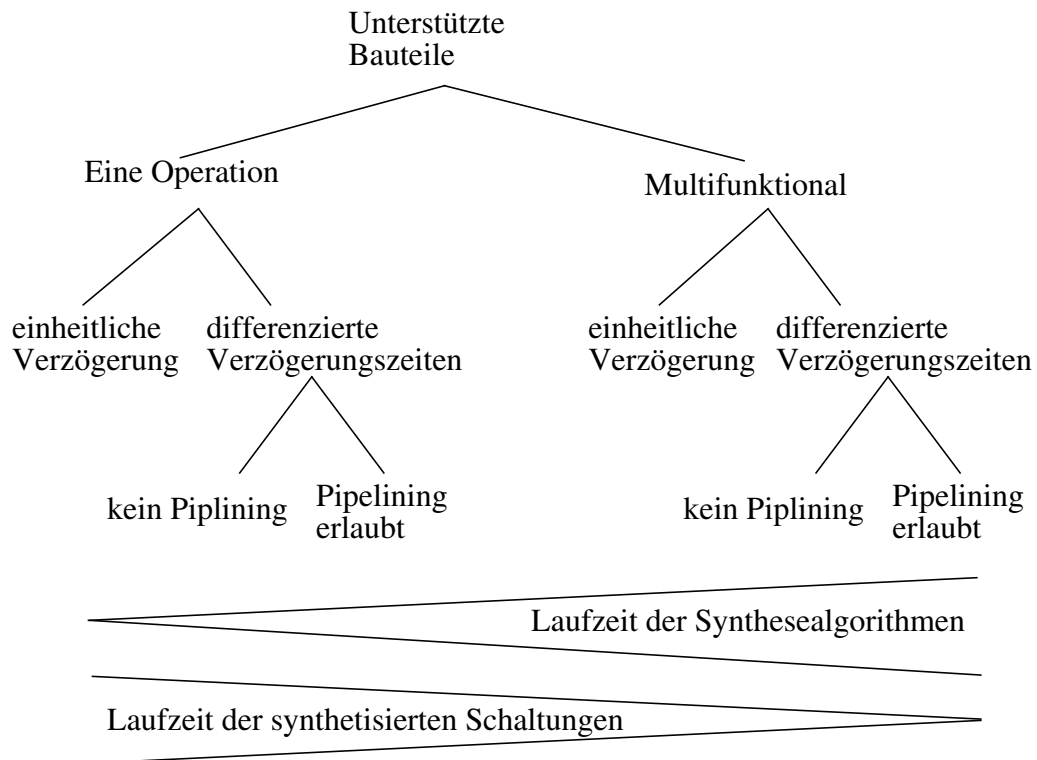 Unterstützte
Bauteile
Eine Operation
Multifunktional
einheitliche
Verzögerung
differenzierte
Verzögerungszeiten
einheitliche
Verzögerung
differenzierte
Verzögerungszeiten
kein Piplining
Pipelining
erlaubt
kein Piplining
Pipelining
erlaubt
Laufzeit der Synthesealgorithmen
Laufzeit der synthetisierten Schaltungen